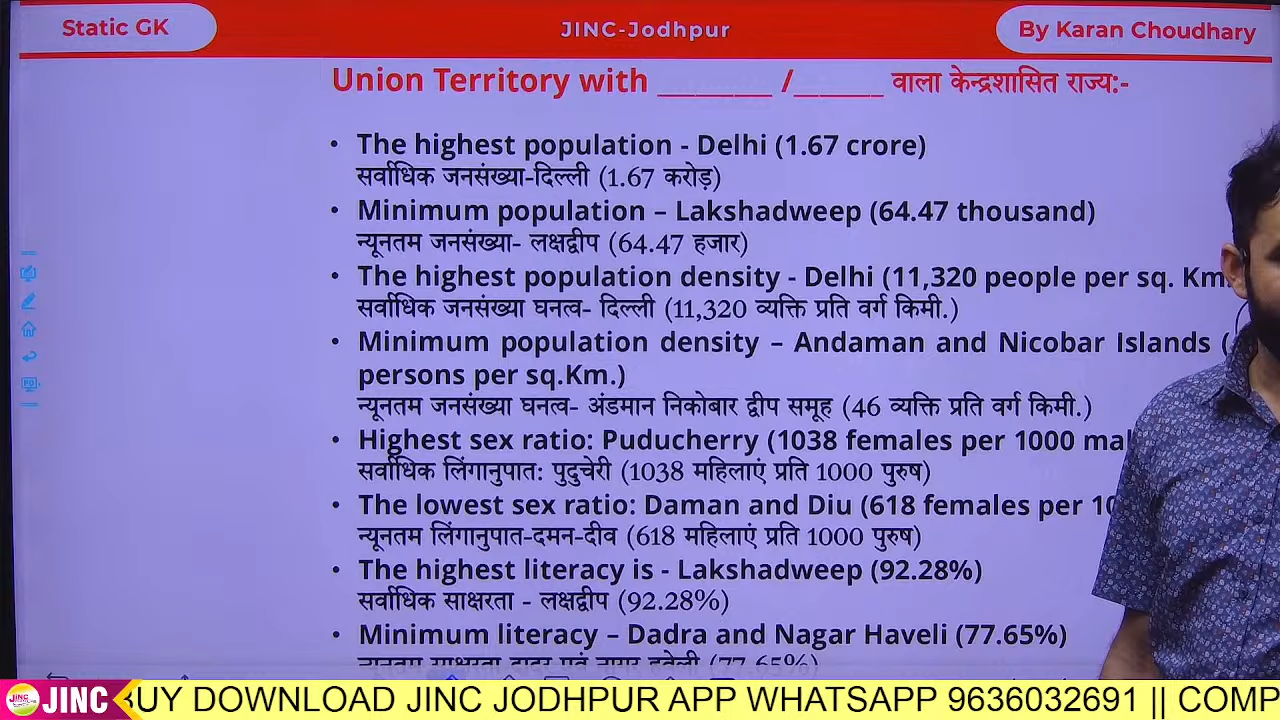 Static GK
JINC-Jodhpur
By Karan Choudhary
Union Territory with _______ /______ वाला केन्द्रशासित राज्य:-
• The highest population - Delhi (1.67 crore)
सर्वाधिक जनसंख्या-दिल्ली (1.67 करोड़)
• Minimum population – Lakshadweep (64.47 thousand)
न्यूनतम जनसंख्या- लक्षद्वीप (64.47 हजार)
• The highest population density - Delhi (11,320 people per sq. Km.
सर्वाधिक जनसंख्या घनत्व- दिल्ली (11,320 व्यक्ति प्रति वर्ग किमी.)
• Minimum population density – Andaman and Nicobar Islands (
persons per sq.Km.)
न्यूनतम जनसंख्या घनत्व- अंडमान निकोबार द्वीप समूह (46 व्यक्ति प्रति वर्ग किमी.)
• Highest sex ratio: Puducherry (1038 females per 1000
सर्वाधिक लिंगानुपात: पुदुचेरी (1038 महिलाएं प्रति 1000 पुरुष)
• The lowest sex ratio: Daman and Diu (618 females per
न्यूनतम लिंगानुपात-दमन-दीव (618 महिलाएं प्रति 1000 पुरुष)
• The highest literacy is - Lakshadweep (92.28%)
सर्वाधिक साक्षरता - लक्षद्वीप (92.28%)
• Minimum literacy – Dadra and Nagar Haveli (77.65%)
JINC BUY DOWNLOAD JINC JODHPUR APP WHATSAPP 9636032691 || COMP